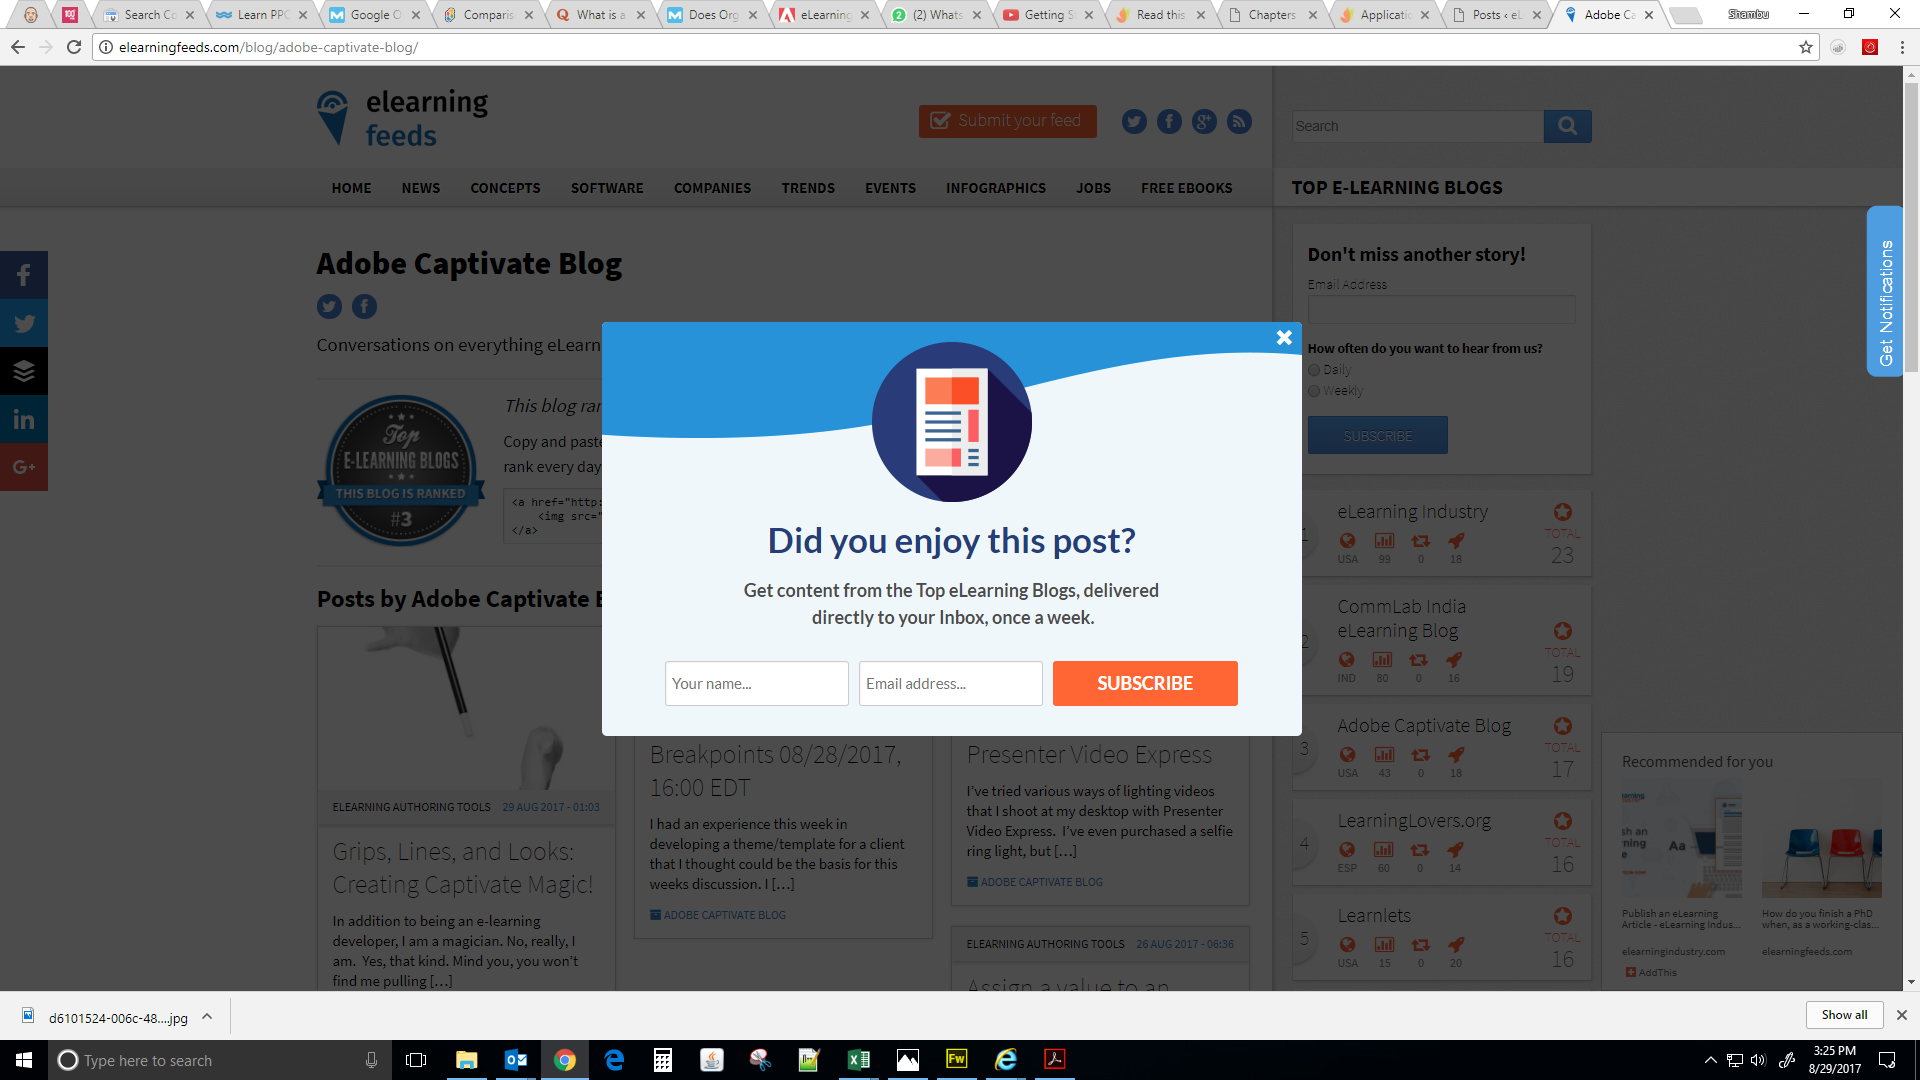 Search Co
Learn PPC
Google O
Comparis
What is a
Does Org
eLearning
(2) Whats
Getting S
Read this
Chapters
Applicatic
Posts ‹ eL
Adobe Ca
Shambu
elearningfeeds.com/blog/adobe-captivate-blog/
elearning
feeds
Submit your feed
Search
HOME NEWS CONCEPTS SOFTWARE COMPANIES TRENDS EVENTS INFOGRAPHICS JOBS FREE EBOOKS
TOP E-LEARNING BLOGS
Adobe Captivate Blog
Conversations on everything eLearn
Top
E-LEARNING BLOGS
THIS BLOG IS RANKED
#3
This blog ran
Copy and paste
rank every day
<a href="http:
<img src="
</a>
Posts by Adobe Captivate B
ELEARNING AUTHORING TOOLS 29 AUG 2017 - 01:03
Grips, Lines, and Looks:
Creating Captivate Magic!
In addition to being an e-learning
developer, I am a magician. No, really, I
am. Yes, that kind. Mind you, you won't
find me pulling […]
Breakpoints 08/28/2017,
16:00 EDT
I had an experience this week in
developing a theme/template for a client
that I thought could be the basis for this
weeks discussion. I […]
ADOBE CAPTIVATE BLOG
Presenter Video Express
I've tried various ways of lighting videos
that I shoot at my desktop with Presenter
Video Express. I've even purchased a selfie
ring light, but […]
ADOBE CAPTIVATE BLOG
ELEARNING AUTHORING TOOLS 26 AUG 2017 - 06:36
Assign a value to an
Did you enjoy this post?
Get content from the Top eLearning Blogs, delivered
directly to your Inbox, once a week.
Your name...
Email address...
SUBSCRIBE
Don't miss another story!
Email Address
How often do you want to hear from us?
Daily
Weekly
SUBSCRIBE
Get Notifications
1
eLearning Industry
USA 99 0 18
TOTAL
23
2
CommLab India
eLearning Blog
IND 80 0 16
TOTAL
19
3
Adobe Captivate Blog
USA 43 0 18
TOTAL
17
4
LearningLovers.org
ESP 60 0 14
TOTAL
16
5
Learnlets
USA 15 0 20
TOTAL
16
Recommended for you
Publish an eLearning
Article - eLearning Indus...
elearningindustry.com
How do you finish a PhD
when, as a working-clas...
elearningfeeds.com
AddThis
d6101524-006c-48....jpg
Show all
Type here to search
Fw
3:25 PM
8/29/2017